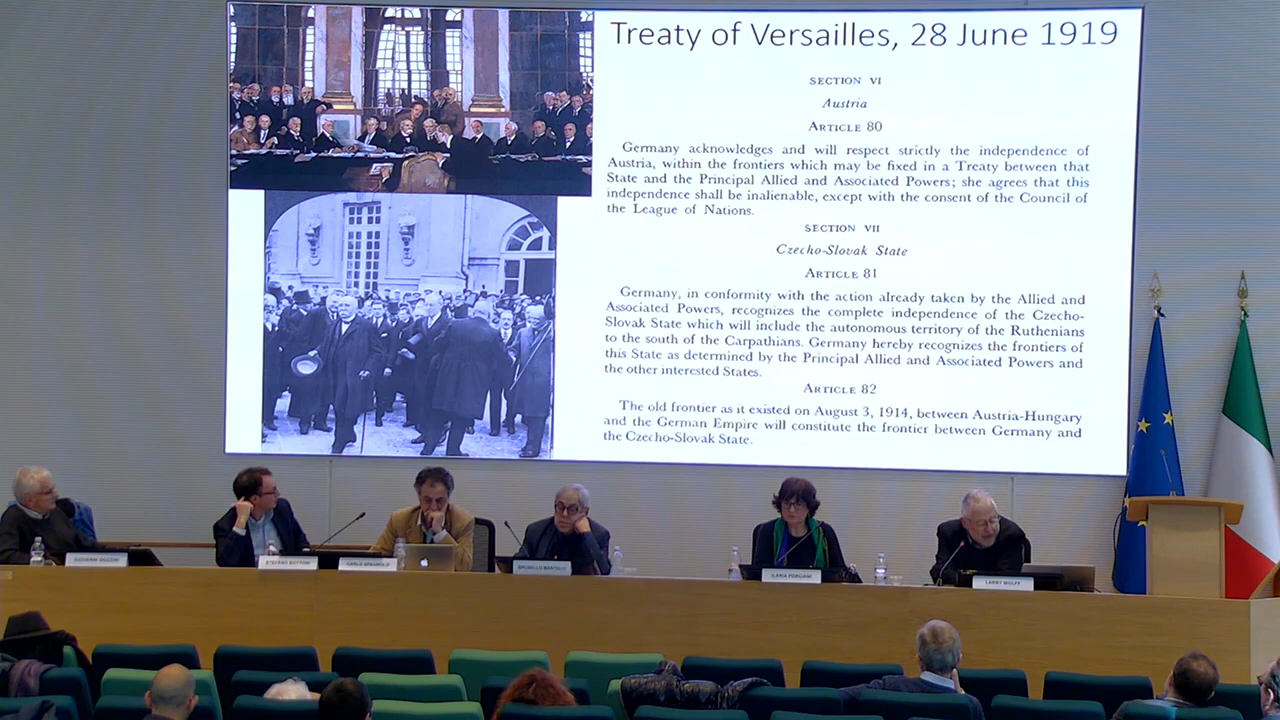 Treaty of Versailles, 28 June 1919
SECTION VI
Austria
ARTICLE 80
Germany acknowledges and will respect strictly the independence of
Austria, within the frontiers which may be fixed in a Treaty between that
State and the Principal Allied and Associated Powers; she agrees that this
independence shall be inalienable, except with the consent of the Council of
the League of Nations.
SECTION VII
Czecho-Slovak State
ARTICLE 81
Germany, in conformity with the action already taken by the Allied and
Associated Powers, recognizes the complete independence of the Czecho-
Slovak State which will include the autonomous territory of the Ruthenians
to the south of the Carpathians. Germany hereby recognizes the frontiers of
this State as determined by the Principal Allied and Associated Powers and
the other interested States.
ARTICLE 82
The old frontier as it existed on August 3, 1914, between Austria-Hungary
and the German Empire will constitute the frontier between Germany and
the Czecho-Slovak State.
STEFANO BOTTONI
BRUNELLO MANTELLI
ILARIA PORCIANI
LARRY WOLFF